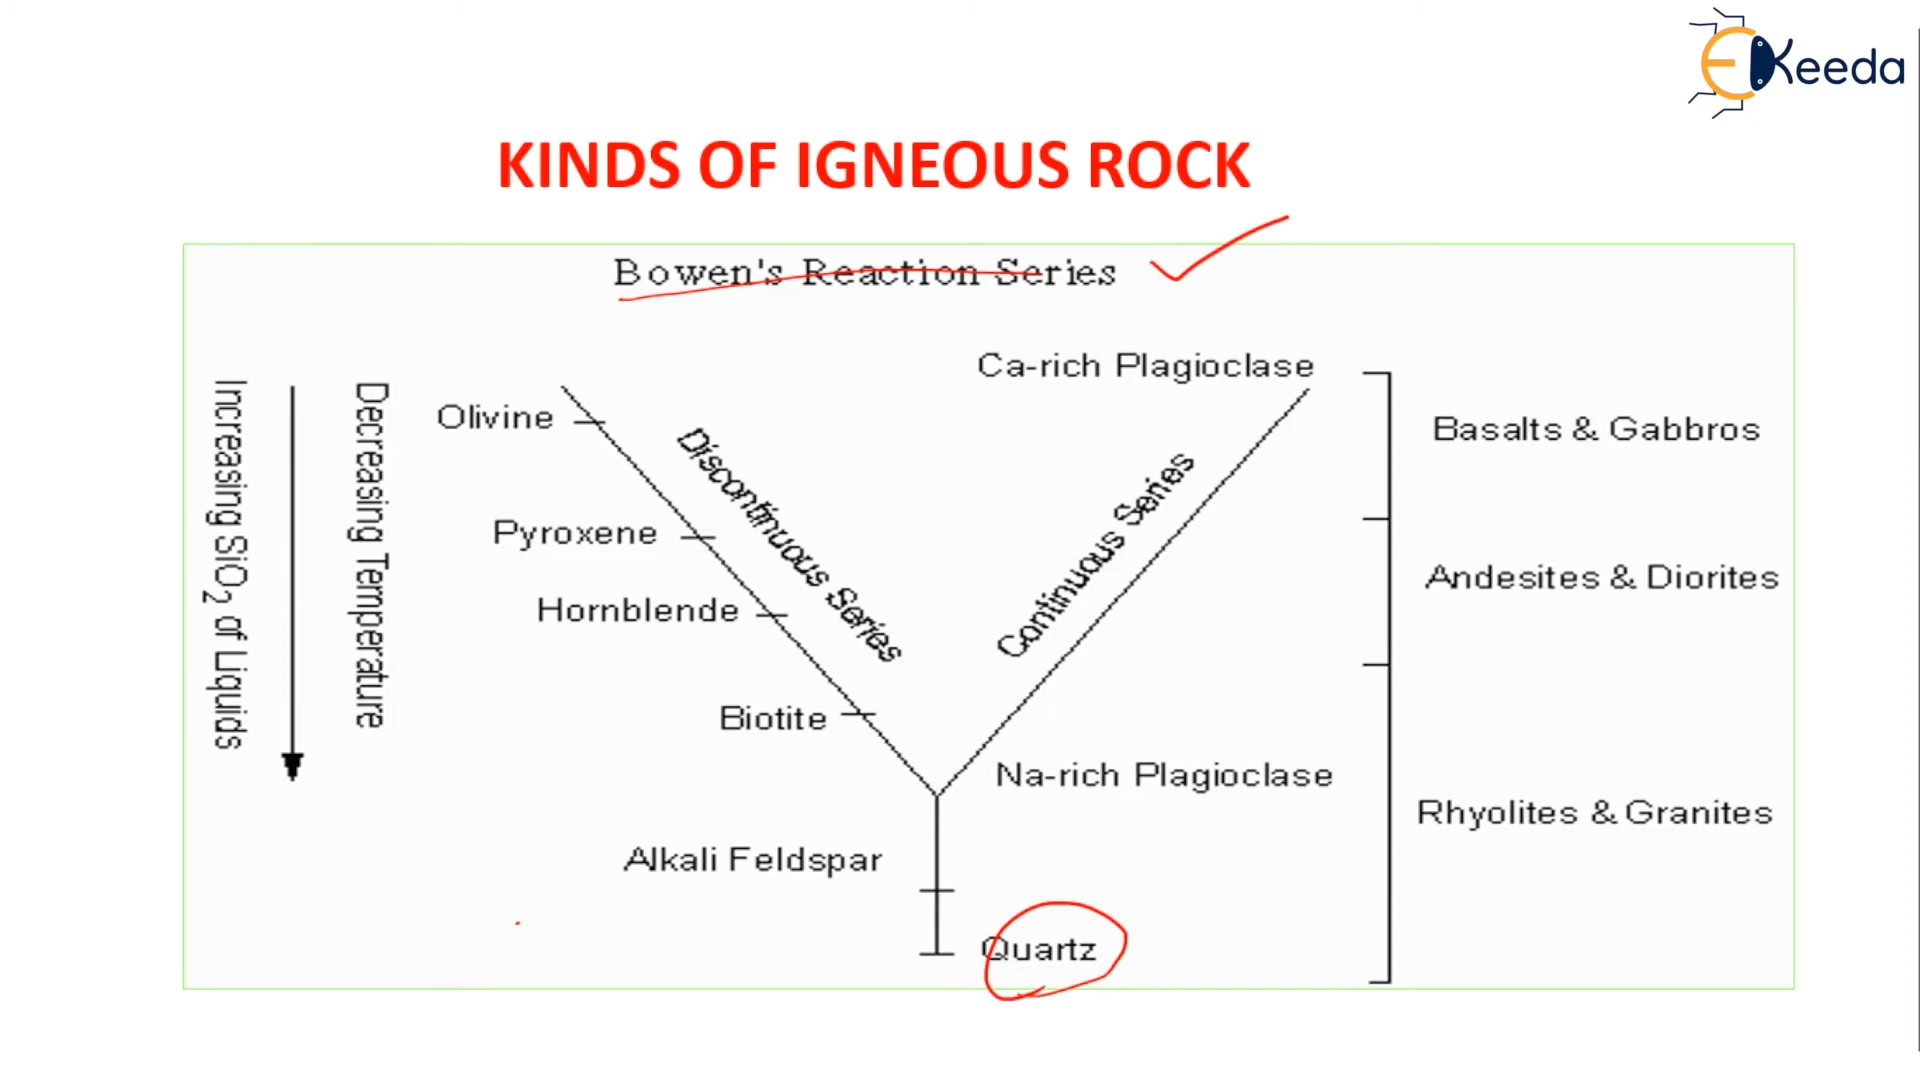 EKeeda
KINDS OF IGNEOUS ROCK
Bowen's Reaction Series
Increasing SiO₂ of Liquids
Decreasing Temperature
Olivine
Pyroxene
Hornblende
Biotite
Discontinuous Series
Ca-rich Plagioclase
Continuous Series
Na-rich Plagioclase
Alkali Feldspar
Quartz
Basalts & Gabbros
Andesites & Diorites
Rhyolites & Granites